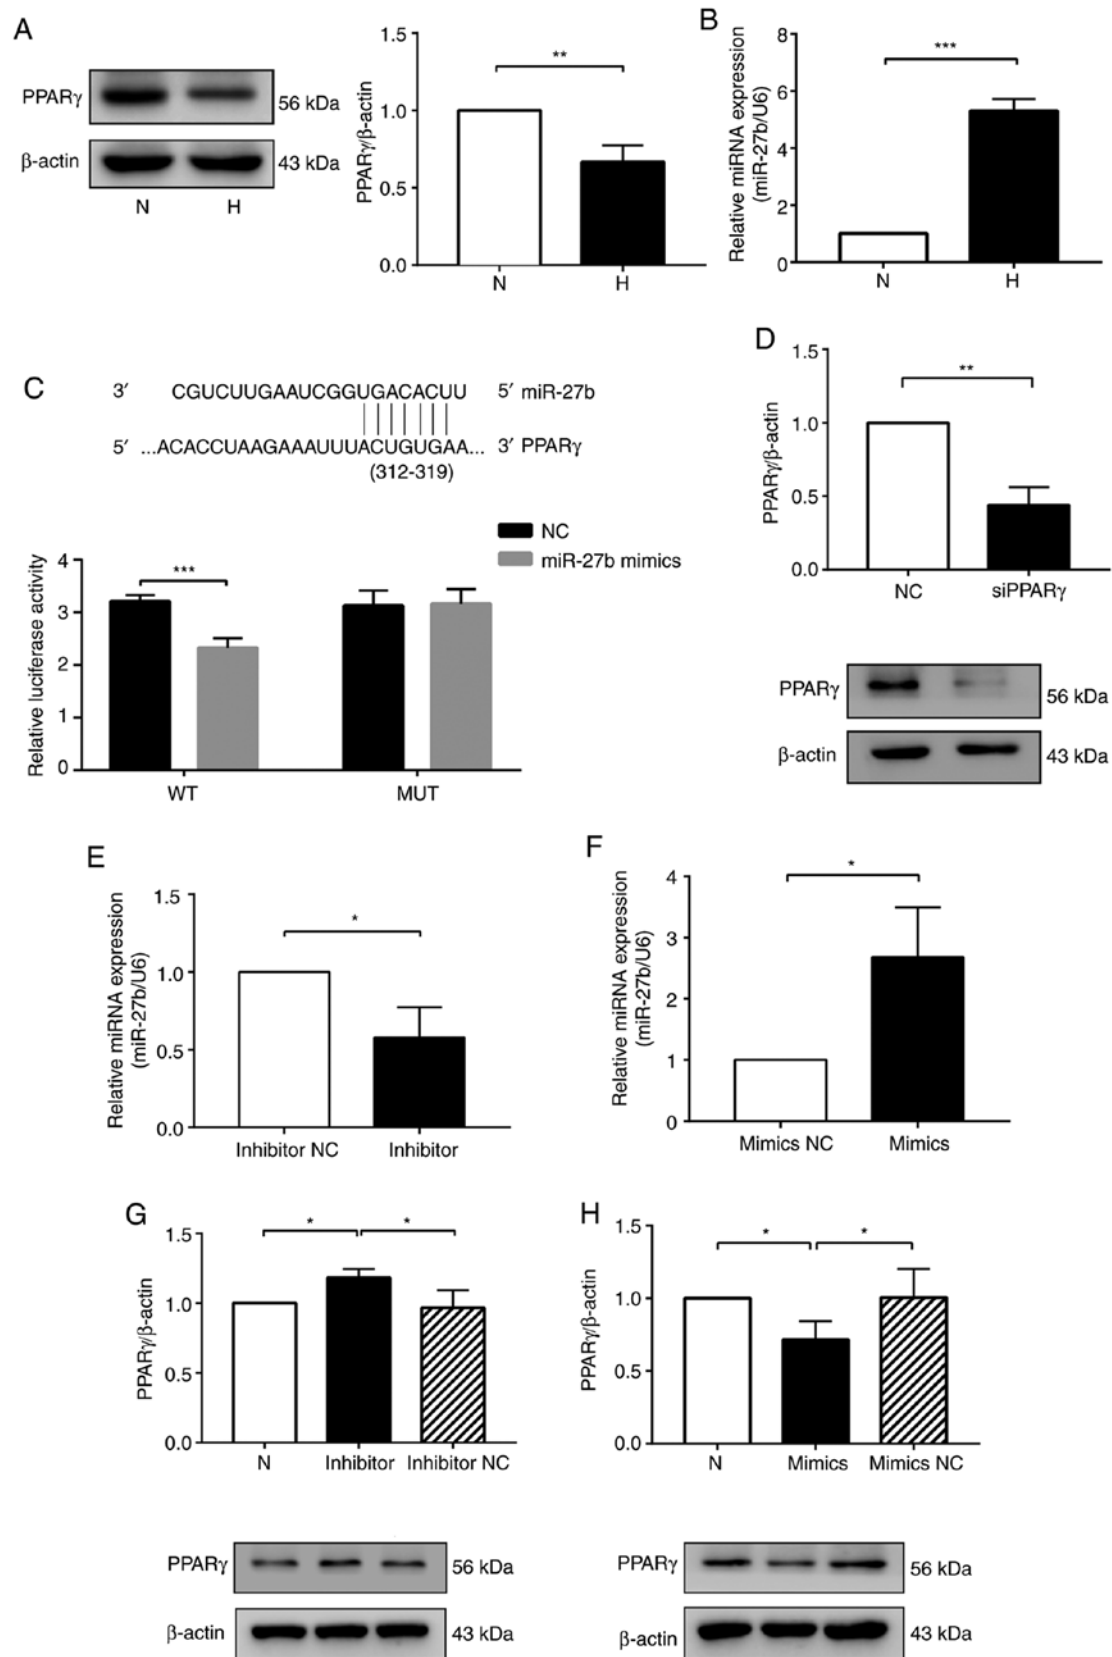 A
PPARγ
56 kDa
β-actin
43 kDa
N H
PPARγ/β-actin
1.5
1.0
0.5
0.0
**
N H
B
Relative miRNA expression
(miR-27b/U6)
8
6
4
2
0
***
N H
C
3′ CGUCUUGAAUCGGUGACACUU 5′ miR-27b
5′ ...ACACCUAAGAAAUUUACUGUGAA... 3′ PPARγ
(312-319)
NC
miR-27b mimics
Relative luciferase activity
4
3
2
1
0
***
WT MUT
D
PPARγ/β-actin
1.5
1.0
0.5
0.0
**
NC siPPARγ
PPARγ
56 kDa
β-actin
43 kDa
E
Relative miRNA expression
(miR-27b/U6)
1.5
1.0
0.5
0.0
*
Inhibitor NC Inhibitor
F
Relative miRNA expression
(miR-27b/U6)
4
3
2
1
0
*
Mimics NC Mimics
G
PPARγ/β-actin
1.5
1.0
0.5
0.0
* *
N Inhibitor Inhibitor NC
PPARγ
56 kDa
β-actin
43 kDa
H
PPARγ/β-actin
1.5
1.0
0.5
0.0
* *
N Mimics Mimics NC
PPARγ
56 kDa
β-actin
43 kDa